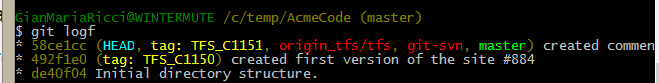 GianMariaRicci@WINTERMUTE /c/temp/AcmeCode (master)
$ git logf
* 58ce1cc (HEAD, tag: TFS_C1151, origin_tfs/tfs, git-svn, master) created commen
* 492f1e0 (tag: TFS_C1150) created first version of the site #884
* de40f04 Initial directory structure.